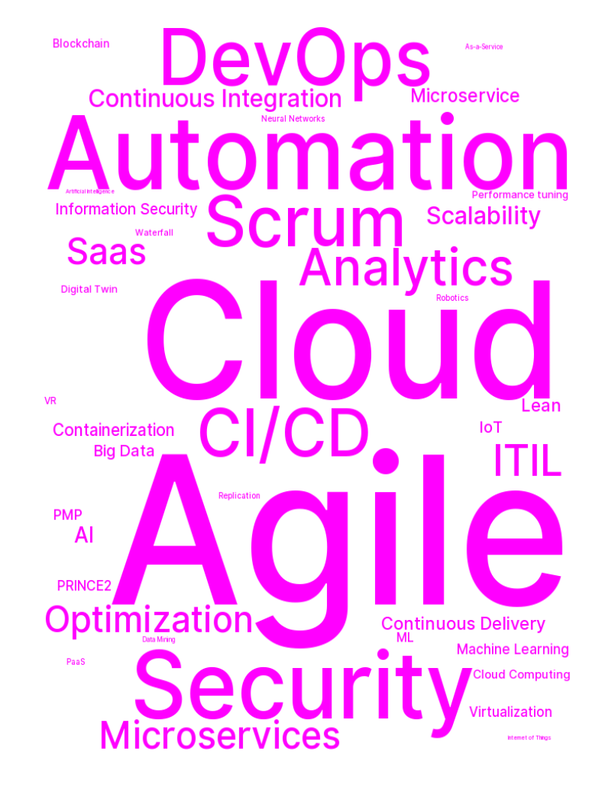 DevOps
Blockchain
As-a-Service
Continuous Integration
Microservice
Neural Networks
Automation
Artificial Intelligence
Performance tuning
Information Security
Scrum
Scalability
Waterfall
Saas
Analytics
Digital Twin
Robotics
Cloud
VR
Lean
CI/CD
Containerization
IoT
Big Data
ITIL
Replication
Agile
PMP
AI
PRINCE2
Optimization
Continuous Delivery
Data Mining
ML
Machine Learning
PaaS
Security
Cloud Computing
Virtualization
Microservices
Internet of Things